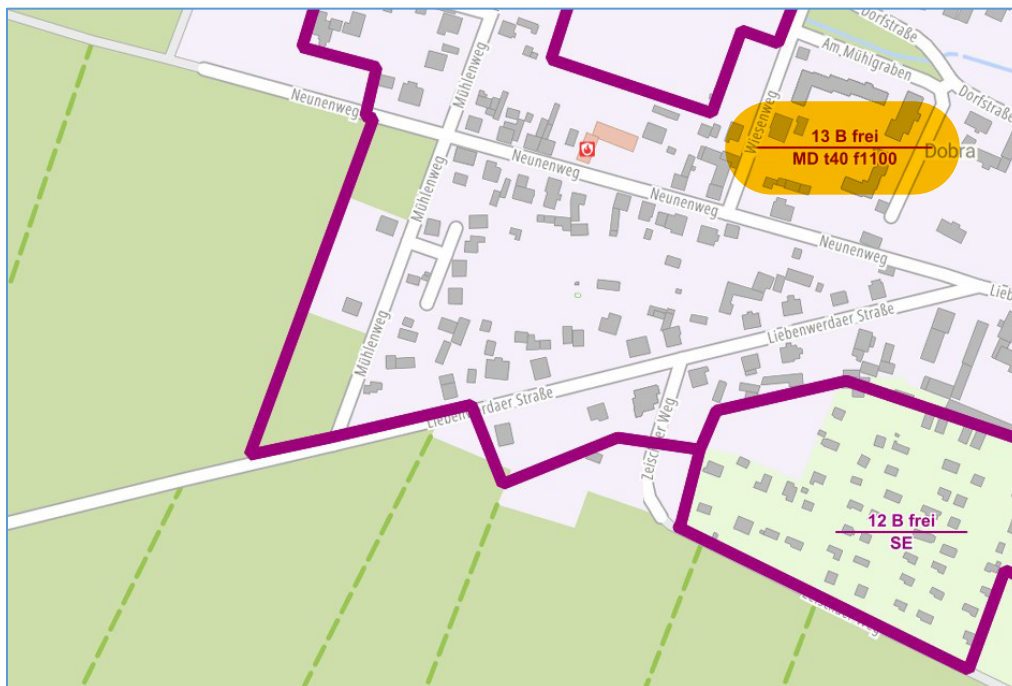 Dorfstraße
Am Mühlgraben
Dorfstraße
Mühlenweg
Neunenweg
Wiesenweg
13 B frei
MD t40 f1100
Dobra
Neunenweg
Mühlenweg
Neunenweg
Neunenweg
Liebenwerdaer Straße
Mühlenweg
Liebenwerdaer Straße
Zeischaer Weg
12 B frei
SE